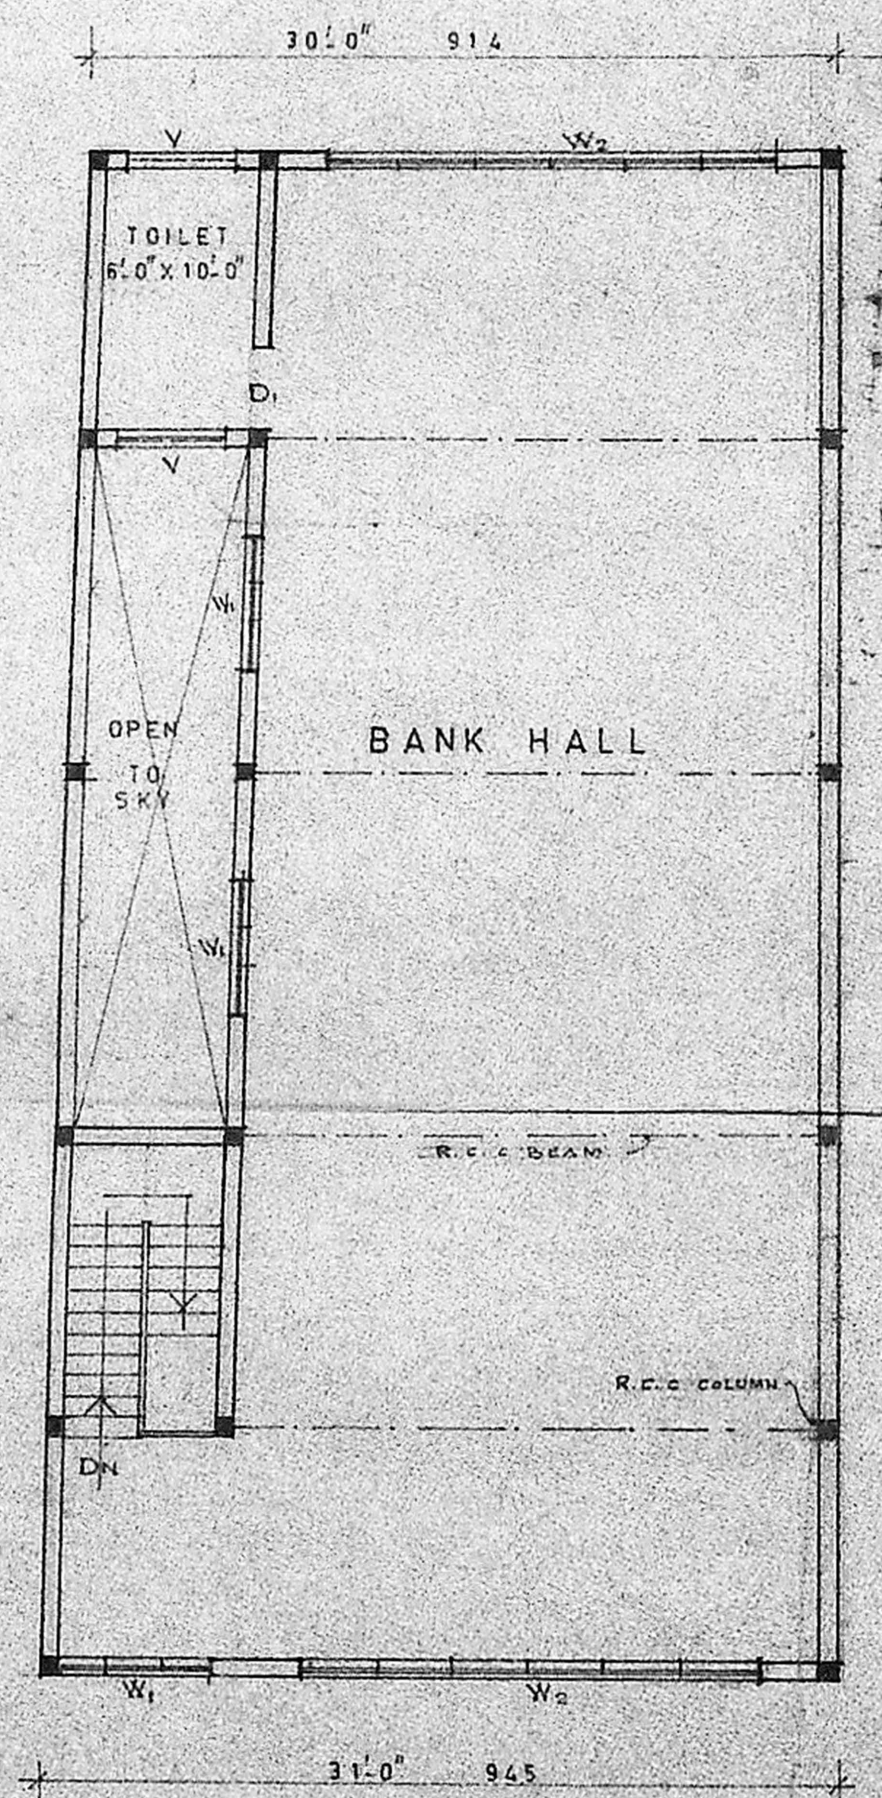 30'-0" 914
V W2
TOILET
6'-0" X 10'-0"
D1
V
W1
OPEN
TO
SKY
BANK HALL
W1
R.C.C BEAM
R.C.C COLUMN
DN
W1 W2
31'-0" 945